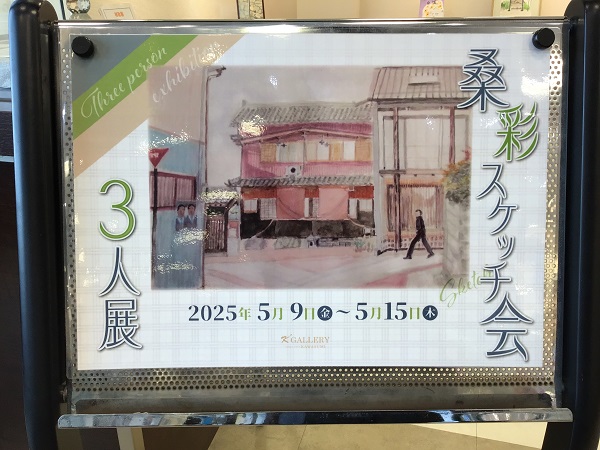 Three person
exhibition
桑彩スケッチ会
3人展
2025年 5月 9日金～5月15日木
K GALLERY